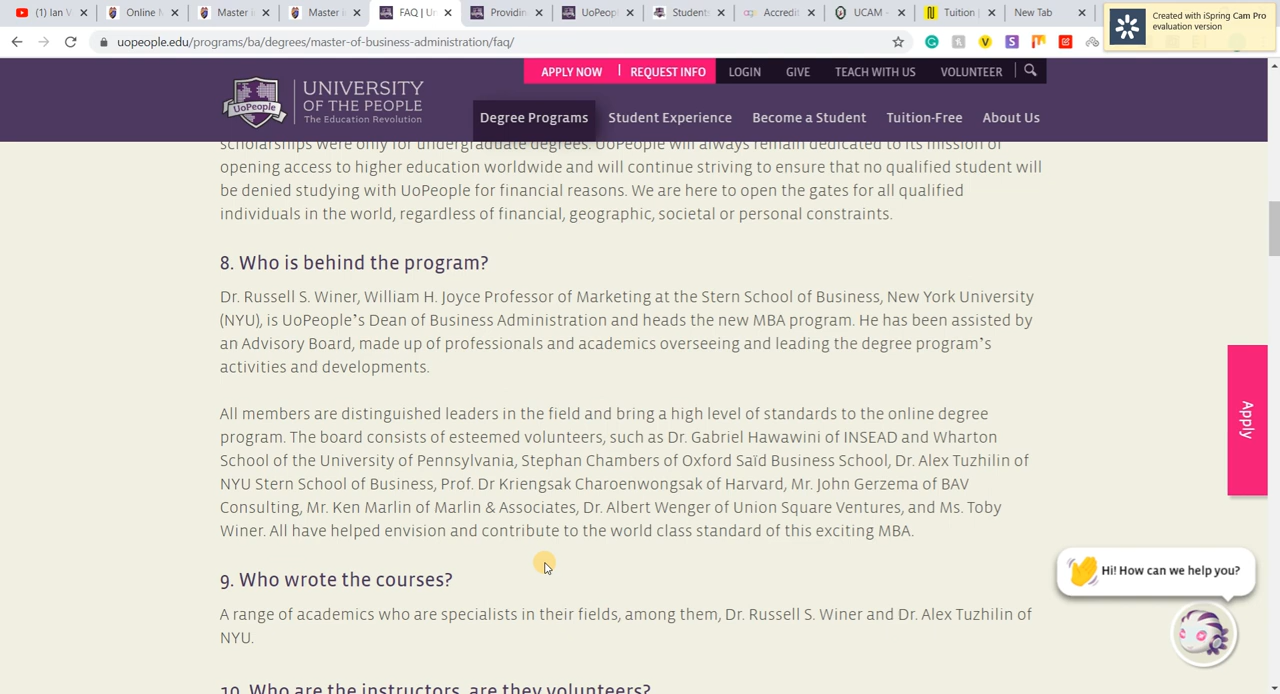 (1) Ian V
Online M
Master i
Master i
FAQ | U
Providin
UoPeopl
Students
Accredit
UCAM -
Tuition |
New Tab
Created with iSpring Cam Pro
evaluation version
uopeople.edu/programs/ba/degrees/master-of-business-administration/faq/
APPLY NOW | REQUEST INFO LOGIN GIVE TEACH WITH US VOLUNTEER
UoPeople
UNIVERSITY
OF THE PEOPLE
The Education Revolution
Degree Programs Student Experience Become a Student Tuition-Free About Us
scholarships were only for undergraduate degrees. UoPeople will always remain dedicated to its mission of
opening access to higher education worldwide and will continue striving to ensure that no qualified student will
be denied studying with UoPeople for financial reasons. We are here to open the gates for all qualified
individuals in the world, regardless of financial, geographic, societal or personal constraints.
8. Who is behind the program?
Dr. Russell S. Winer, William H. Joyce Professor of Marketing at the Stern School of Business, New York University
(NYU), is UoPeople’s Dean of Business Administration and heads the new MBA program. He has been assisted by
an Advisory Board, made up of professionals and academics overseeing and leading the degree program’s
activities and developments.
All members are distinguished leaders in the field and bring a high level of standards to the online degree
program. The board consists of esteemed volunteers, such as Dr. Gabriel Hawawini of INSEAD and Wharton
School of the University of Pennsylvania, Stephan Chambers of Oxford Saïd Business School, Dr. Alex Tuzhilin of
NYU Stern School of Business, Prof. Dr Kriengsak Charoenwongsak of Harvard, Mr. John Gerzema of BAV
Consulting, Mr. Ken Marlin of Marlin & Associates, Dr. Albert Wenger of Union Square Ventures, and Ms. Toby
Winer. All have helped envision and contribute to the world class standard of this exciting MBA.
9. Who wrote the courses?
A range of academics who are specialists in their fields, among them, Dr. Russell S. Winer and Dr. Alex Tuzhilin of
NYU.
10. Who are the instructors, are they volunteers?
Apply
Hi! How can we help you?